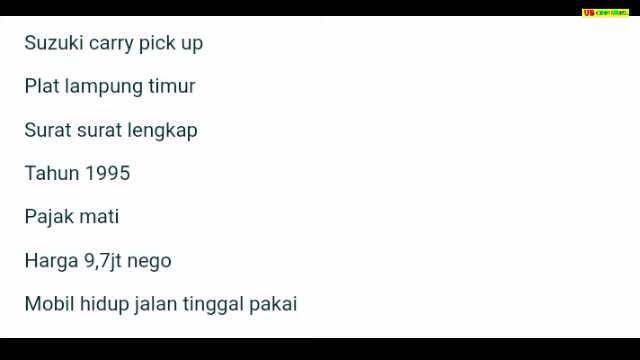 Suzuki carry pick up
Plat lampung timur
Surat surat lengkap
Tahun 1995
Pajak mati
Harga 9,7jt nego
Mobil hidup jalan tinggal pakai